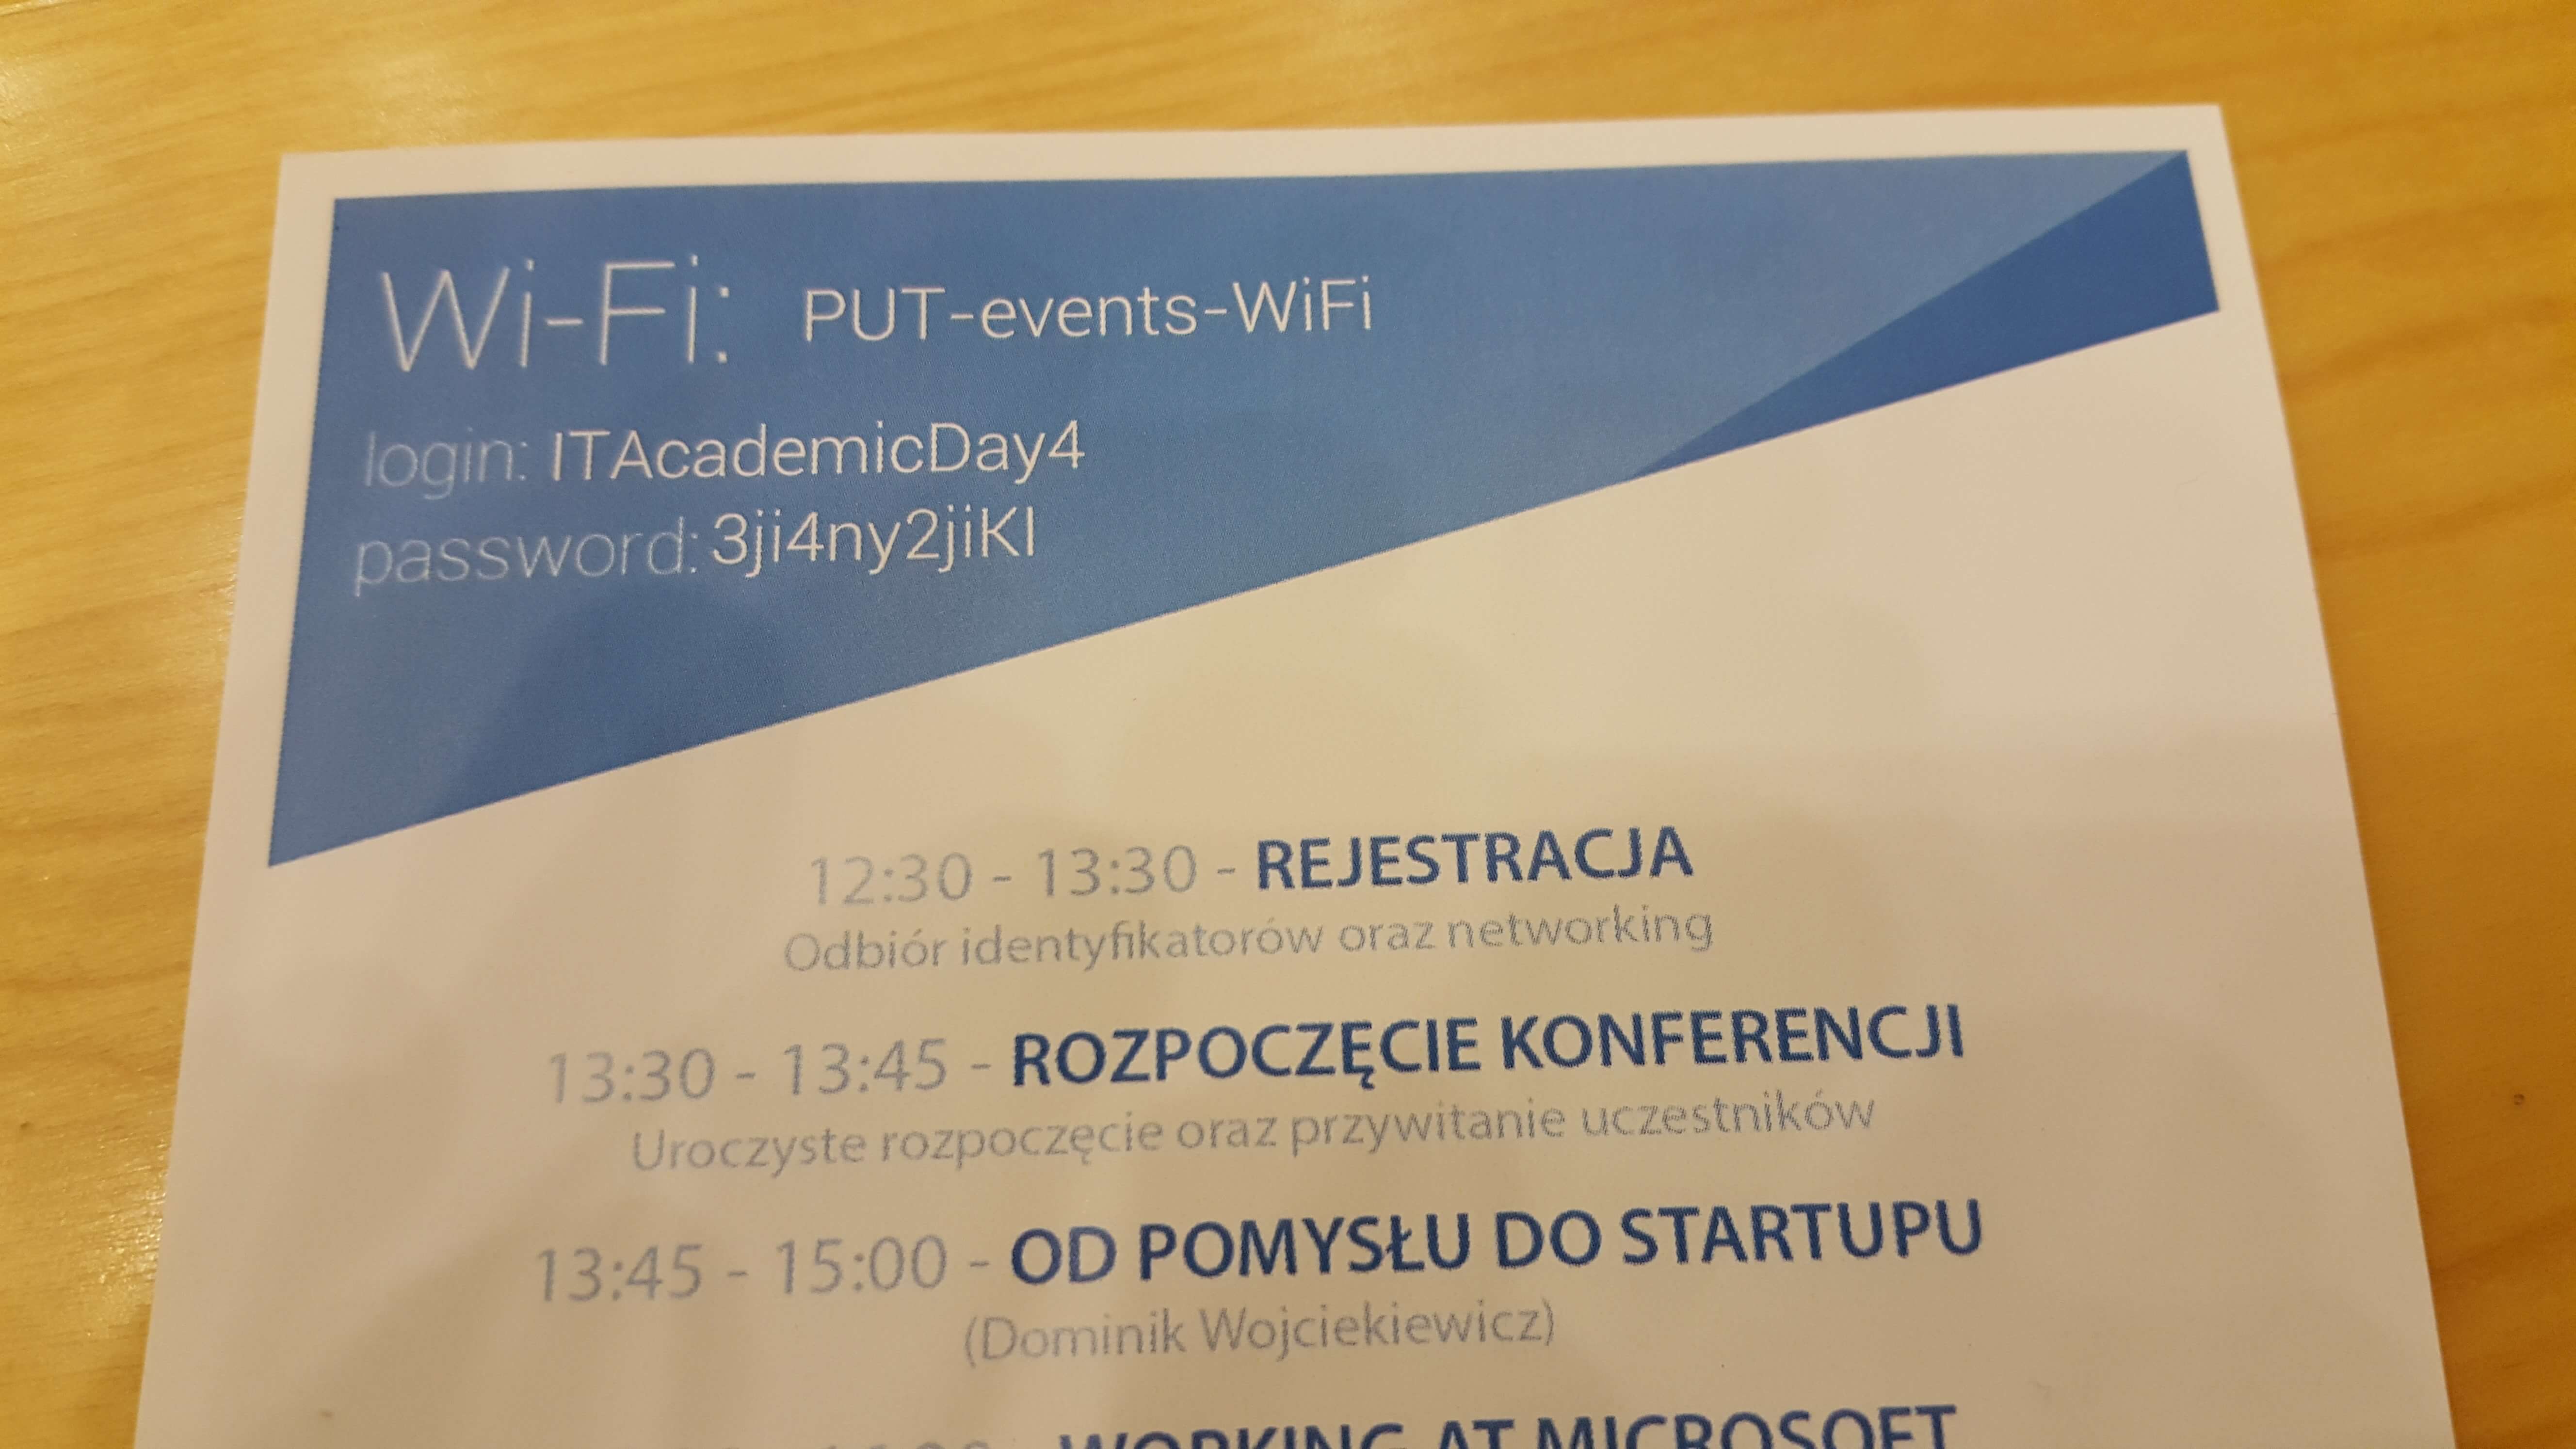 Wi-Fi: PUT-events-WiFi
login: ITAcademicDay4
password: 3ji4ny2jiKI
12:30 - 13:30 - REJESTRACJA
Odbiór identyfikatorów oraz networking
13:30 - 13:45 - ROZPOCZĘCIE KONFERENCJI
Uroczyste rozpoczęcie oraz przywitanie uczestników
13:45 - 15:00 - OD POMYSŁU DO STARTUPU
(Dominik Wojciekiewicz)
WORKING AT MICROSOFT